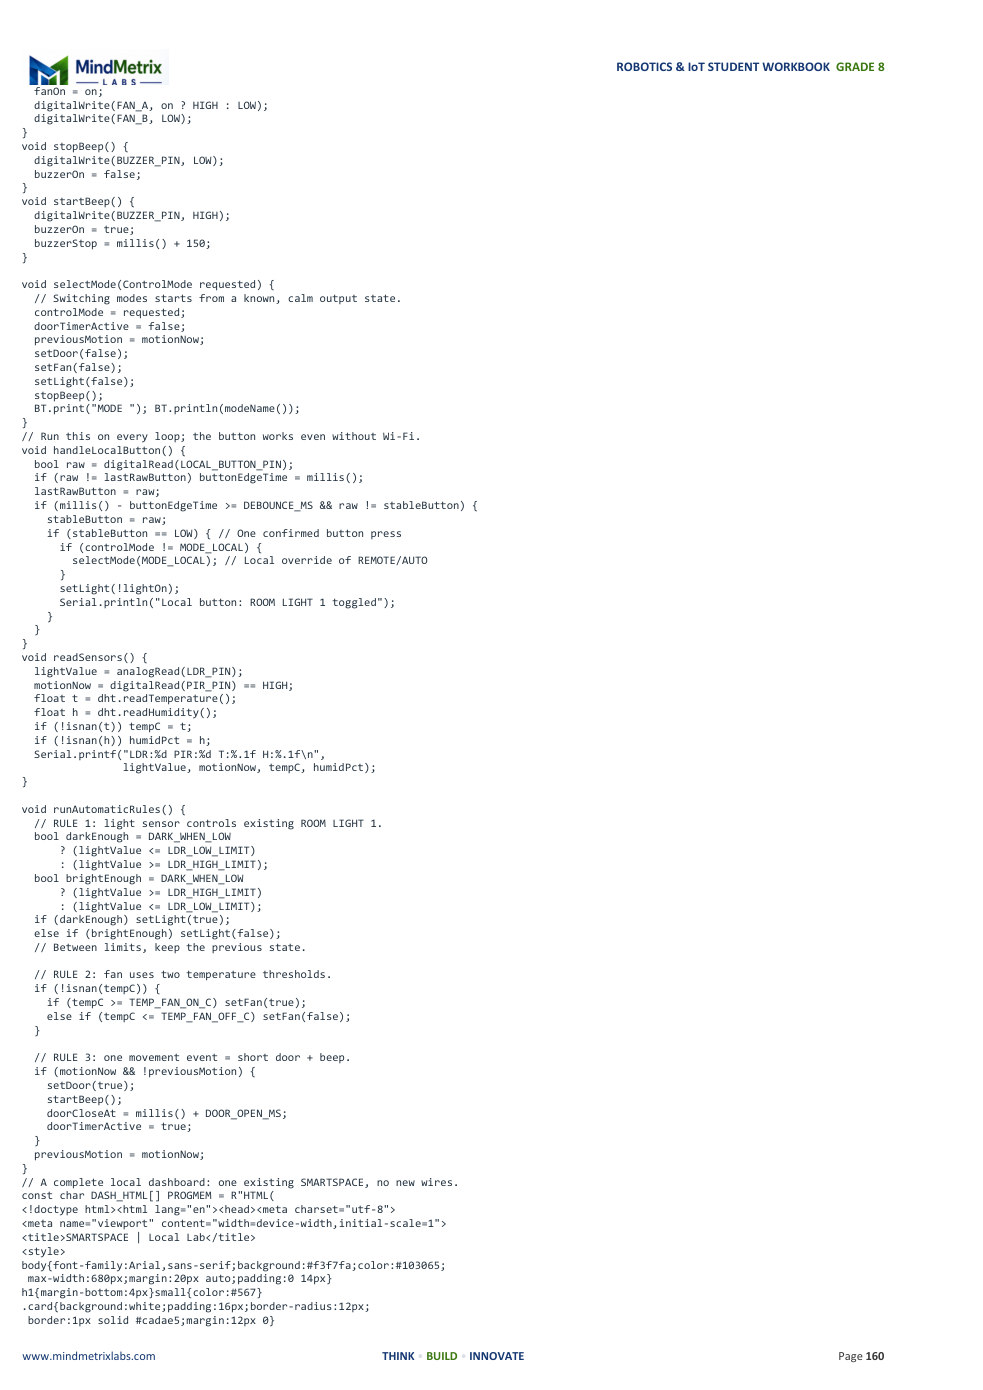 MindMetrix
LABS
ROBOTICS & IoT STUDENT WORKBOOK GRADE 8
  fanOn = on;
  digitalWrite(FAN_A, on ? HIGH : LOW);
  digitalWrite(FAN_B, LOW);
}
void stopBeep() {
  digitalWrite(BUZZER_PIN, LOW);
  buzzerOn = false;
}
void startBeep() {
  digitalWrite(BUZZER_PIN, HIGH);
  buzzerOn = true;
  buzzerStop = millis() + 150;
}

void selectMode(ControlMode requested) {
  // Switching modes starts from a known, calm output state.
  controlMode = requested;
  doorTimerActive = false;
  previousMotion = motionNow;
  setDoor(false);
  setFan(false);
  setLight(false);
  stopBeep();
  BT.print("MODE "); BT.println(modeName());
}
// Run this on every loop; the button works even without Wi-Fi.
void handleLocalButton() {
  bool raw = digitalRead(LOCAL_BUTTON_PIN);
  if (raw != lastRawButton) buttonEdgeTime = millis();
  lastRawButton = raw;
  if (millis() - buttonEdgeTime >= DEBOUNCE_MS && raw != stableButton) {
    stableButton = raw;
    if (stableButton == LOW) { // One confirmed button press
      if (controlMode != MODE_LOCAL) {
        selectMode(MODE_LOCAL); // Local override of REMOTE/AUTO
      }
      setLight(!lightOn);
      Serial.println("Local button: ROOM LIGHT 1 toggled");
    }
  }
}
void readSensors() {
  lightValue = analogRead(LDR_PIN);
  motionNow = digitalRead(PIR_PIN) == HIGH;
  float t = dht.readTemperature();
  float h = dht.readHumidity();
  if (!isnan(t)) tempC = t;
  if (!isnan(h)) humidPct = h;
  Serial.printf("LDR:%d PIR:%d T:%.1f H:%.1f\n",
                lightValue, motionNow, tempC, humidPct);
}

void runAutomaticRules() {
  // RULE 1: light sensor controls existing ROOM LIGHT 1.
  bool darkEnough = DARK_WHEN_LOW
      ? (lightValue <= LDR_LOW_LIMIT)
      : (lightValue >= LDR_HIGH_LIMIT);
  bool brightEnough = DARK_WHEN_LOW
      ? (lightValue >= LDR_HIGH_LIMIT)
      : (lightValue <= LDR_LOW_LIMIT);
  if (darkEnough) setLight(true);
  else if (brightEnough) setLight(false);
  // Between limits, keep the previous state.

  // RULE 2: fan uses two temperature thresholds.
  if (!isnan(tempC)) {
    if (tempC >= TEMP_FAN_ON_C) setFan(true);
    else if (tempC <= TEMP_FAN_OFF_C) setFan(false);
  }

  // RULE 3: one movement event = short door + beep.
  if (motionNow && !previousMotion) {
    setDoor(true);
    startBeep();
    doorCloseAt = millis() + DOOR_OPEN_MS;
    doorTimerActive = true;
  }
  previousMotion = motionNow;
}
// A complete local dashboard: one existing SMARTSPACE, no new wires.
const char DASH_HTML[] PROGMEM = R"HTML(
<!doctype html><html lang="en"><head><meta charset="utf-8">
<meta name="viewport" content="width=device-width,initial-scale=1">
<title>SMARTSPACE | Local Lab</title>
<style>
body{font-family:Arial,sans-serif;background:#f3f7fa;color:#103065;
 max-width:680px;margin:20px auto;padding:0 14px}
h1{margin-bottom:4px}small{color:#567}
.card{background:white;padding:16px;border-radius:12px;
 border:1px solid #cadae5;margin:12px 0}
www.mindmetrixlabs.com
THINK • BUILD • INNOVATE
Page 160